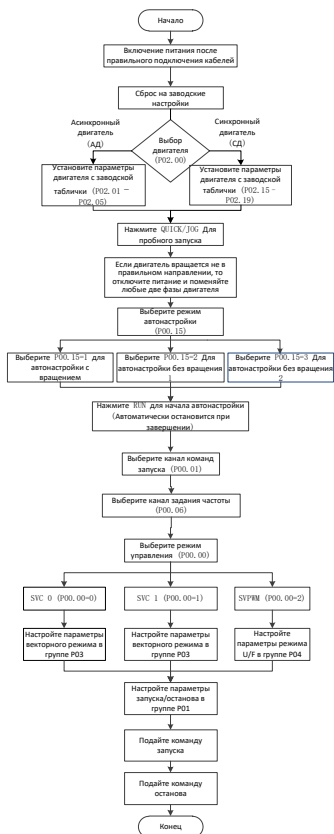 Начало
Включение питания после
правильного подключения кабелей
Сброс на заводские
настройки
Асинхронный
двигатель
(АД)
Выбор
двигателя
(P02.00)
Синхронный
двигатель
(СД)
Установите параметры
двигателя с заводской
таблички (P02.01 –
P02.05)
Установите параметры
двигателя с заводской
таблички (P02.15 -
P02.19)
Нажмите QUICK/JOG Для
пробного запуска
Если двигатель вращается не в
правильном направлении, то
отключите питание и поменяйте
любые две фазы двигателя
Выберите режим
автонастройки
(P00.15)
Выберите P00.15=1 для
автонастройки с
вращением
Выберите P00.15=2 Для
автонастройки без вращения
1
Выберите P00.15=3 Для
автонастройки без вращения
2
Нажмите RUN для начала автонастройки
(Автоматически остановится при
завершении)
Выберите канал команд
запуска (P00.01)
Выберите канал задания частоты
(P00.06)
Выберите режим
управления (P00.00)
SVC 0 (P00.00=0)
SVC 1 (P00.00=1)
SVPWM (P00.00=2)
Настройте параметры
векторного режима в
группе P03
Настройте параметры
векторного режима в
группе P03
Настройте
параметры режима
U/F в группе P04
Настройте параметры
запуска/останова в
группе P01
Подайте команду
запуска
Подайте команду
останова
Конец